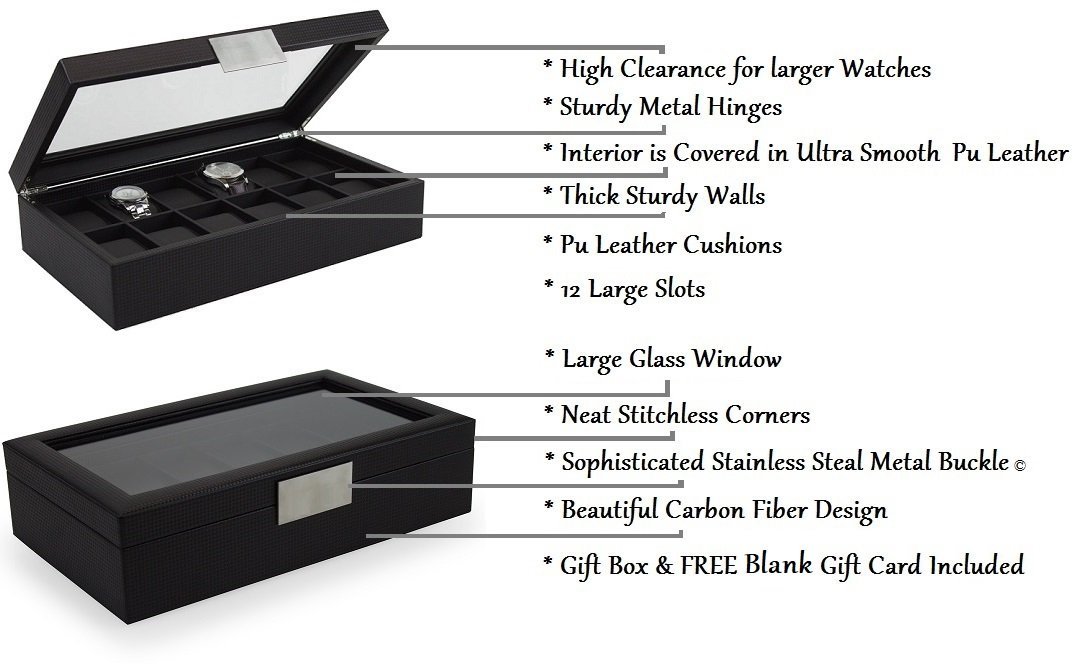 * High Clearance for larger Watches
* Sturdy Metal Hinges
* Interior is Covered in Ultra Smooth Pu Leather
* Thick Sturdy Walls
* Pu Leather Cushions
* 12 Large Slots
* Large Glass Window
* Neat Stitchless Corners
* Sophisticated Stainless Steal Metal Buckle ©
* Beautiful Carbon Fiber Design
* Gift Box & FREE Blank Gift Card Included